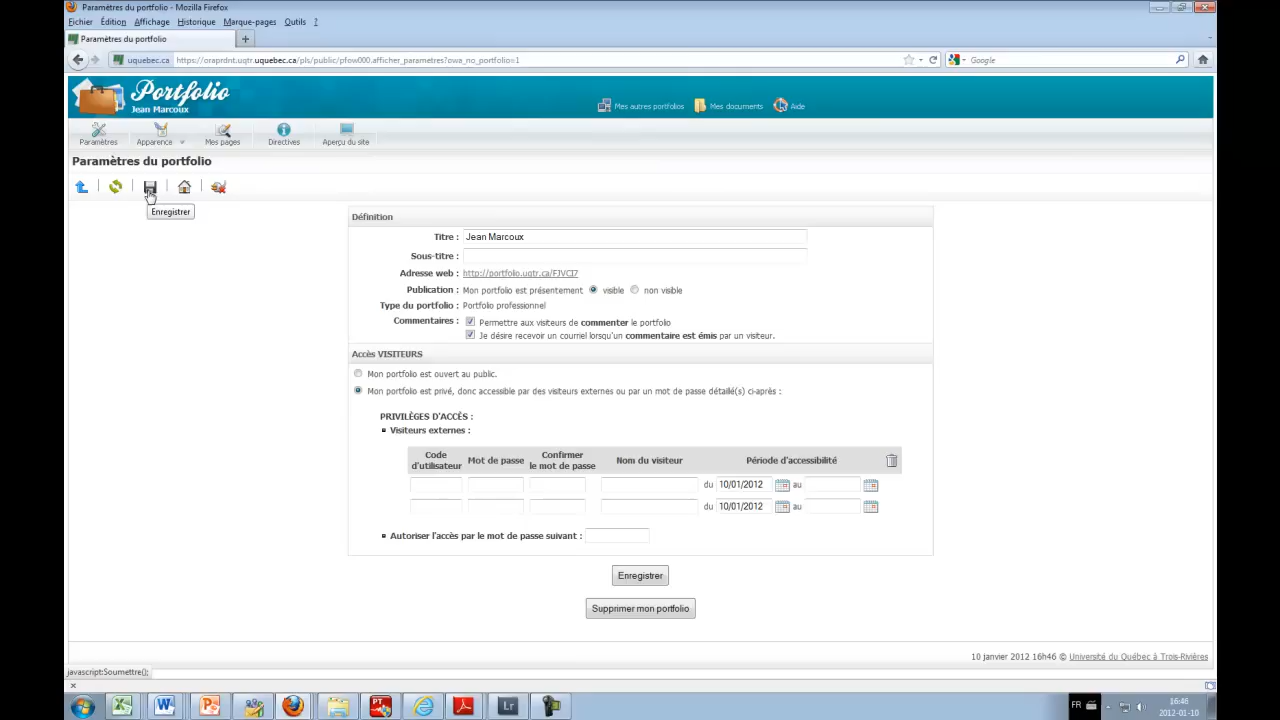 Paramètres du portfolio - Mozilla Firefox
Fichier Édition Affichage Historique Marque-pages Outils ?
Paramètres du portfolio
uquebec.ca https://oraprdnt.uqtr.uquebec.ca/pls/public/pfow000.afficher_parametres?owa_no_portfolio=1 Google
Portfolio
Jean Marcoux
Mes autres portfolios Mes documents Aide
Paramètres Apparence Mes pages Directives Aperçu du site
Paramètres du portfolio
Enregistrer
Définition
Titre : Jean Marcoux
Sous-titre :
Adresse web : http://portfolio.uqtr.ca/FJVCI7
Publication : Mon portfolio est présentement visible non visible
Type du portfolio : Portfolio professionnel
Commentaires : Permettre aux visiteurs de commenter le portfolio
Je désire recevoir un courriel lorsqu'un commentaire est émis par un visiteur.
Accès VISITEURS
Mon portfolio est ouvert au public.
Mon portfolio est privé, donc accessible par des visiteurs externes ou par un mot de passe détaillé(s) ci-après :
PRIVILÈGES D'ACCÈS :
Visiteurs externes :
Code d'utilisateur Mot de passe Confirmer le mot de passe Nom du visiteur Période d'accessibilité
du 10/01/2012 au
du 10/01/2012 au
Autoriser l'accès par le mot de passe suivant :
Enregistrer
Supprimer mon portfolio
10 janvier 2012 16h46 © Université du Québec à Trois-Rivières
javascript:Soumettre();
FR 16:46
2012-01-10